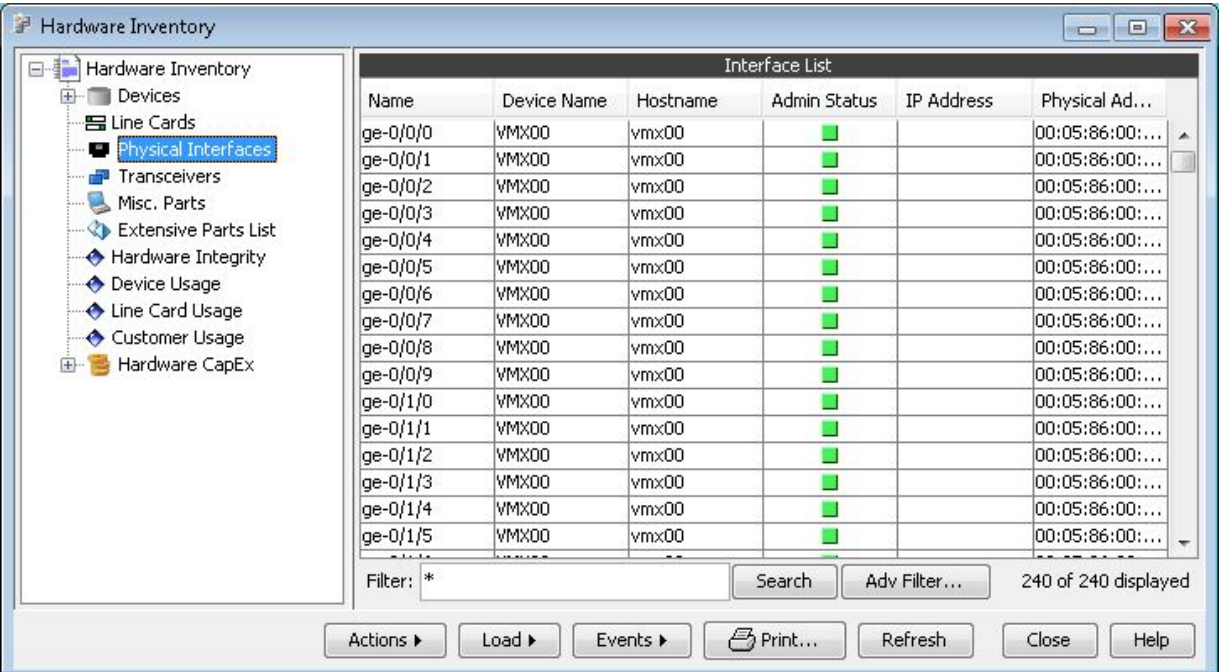 Hardware Inventory
Hardware Inventory
Devices
Line Cards
Physical Interfaces
Transceivers
Misc. Parts
Extensive Parts List
Hardware Integrity
Device Usage
Line Card Usage
Customer Usage
Hardware CapEx
Interface List
Name Device Name Hostname Admin Status IP Address Physical Ad...
ge-0/0/0 VMX00 vmx00 00:05:86:00:...
ge-0/0/1 VMX00 vmx00 00:05:86:00:...
ge-0/0/2 VMX00 vmx00 00:05:86:00:...
ge-0/0/3 VMX00 vmx00 00:05:86:00:...
ge-0/0/4 VMX00 vmx00 00:05:86:00:...
ge-0/0/5 VMX00 vmx00 00:05:86:00:...
ge-0/0/6 VMX00 vmx00 00:05:86:00:...
ge-0/0/7 VMX00 vmx00 00:05:86:00:...
ge-0/0/8 VMX00 vmx00 00:05:86:00:...
ge-0/0/9 VMX00 vmx00 00:05:86:00:...
ge-0/1/0 VMX00 vmx00 00:05:86:00:...
ge-0/1/1 VMX00 vmx00 00:05:86:00:...
ge-0/1/2 VMX00 vmx00 00:05:86:00:...
ge-0/1/3 VMX00 vmx00 00:05:86:00:...
ge-0/1/4 VMX00 vmx00 00:05:86:00:...
ge-0/1/5 VMX00 vmx00 00:05:86:00:...
Filter: * Search Adv Filter... 240 of 240 displayed
Actions Load Events Print... Refresh Close Help